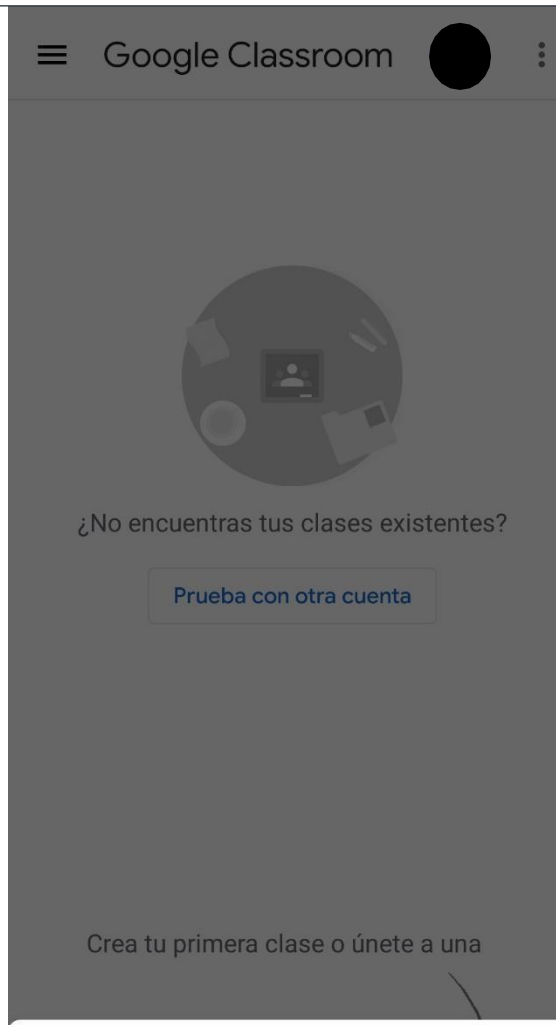 Google Classroom
¿No encuentras tus clases existentes?
Prueba con otra cuenta
Crea tu primera clase o únete a una